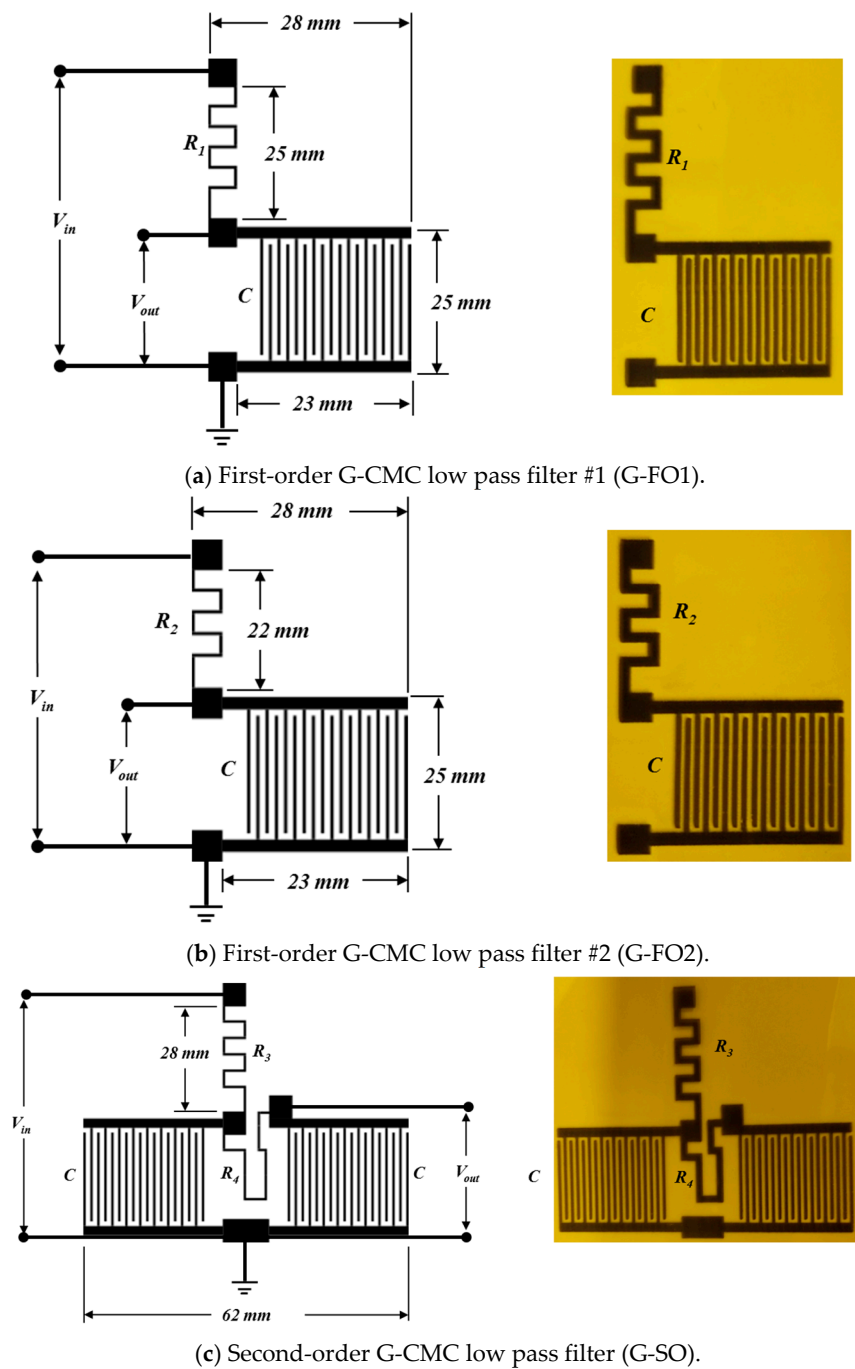 28 mm
R1
25 mm
Vin
Vout
C
25 mm
23 mm
R1
C
(a) First-order G-CMC low pass filter #1 (G-FO1).
28 mm
R2
22 mm
Vin
Vout
C
25 mm
23 mm
R2
C
(b) First-order G-CMC low pass filter #2 (G-FO2).
28 mm
R3
Vin
C
R4
C
Vout
62 mm
R3
C
R4
C
(c) Second-order G-CMC low pass filter (G-SO).